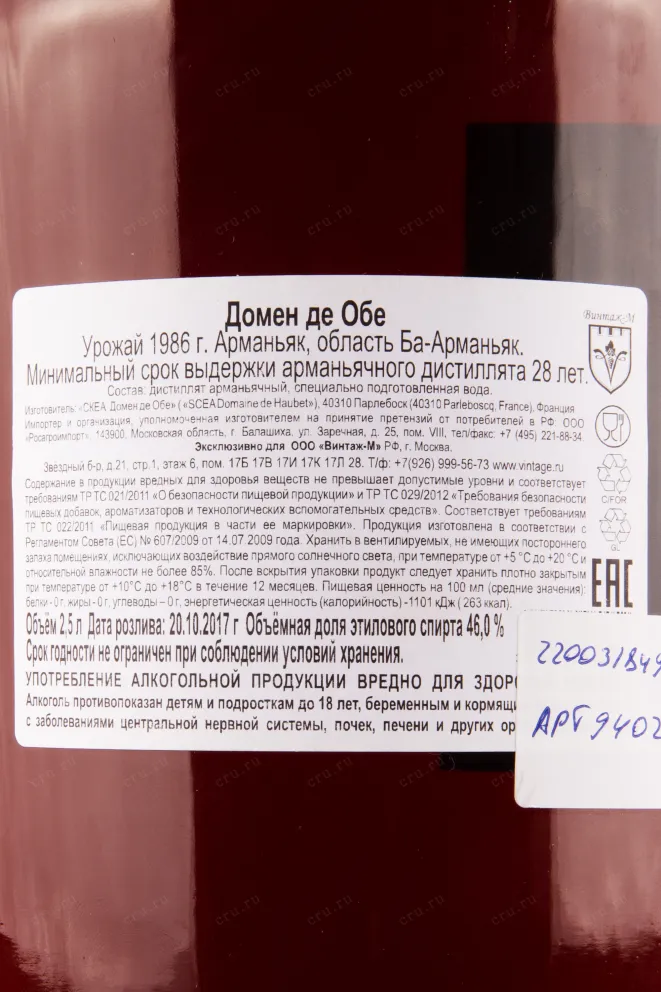 Домен де Обе
Винтаж-М
Урожай 1986 г. Арманьяк, область Ба-Арманьяк.
Минимальный срок выдержки арманьячного дистиллята 28 лет.
Состав: дистиллят арманьячный, специально подготовленная вода.
Изготовитель: «СКЕА Домен де Обе» («SCEA Domaine de Haubet»), 40310 Парлебоск (40310 Parleboscq, France), Франция
Импортер и организация, уполномоченная изготовителем на принятие претензий от потребителей в РФ ООО
«Росагроимпорт», 143900, Московская область, г. Балашиха, ул. Заречная, д. 25, пом. VIII, тел/факс: +7 (495) 221-88-34.
Эксклюзивно для ООО «Винтаж-М» РФ, г. Москва,
Звёздный б-р, д.21, стр.1, этаж 6, пом. 17Б 17В 17И 17К 17Л 28. Т/ф: +7(926) 999-56-73 www.vintage.ru
Содержание в продукции вредных для здоровья веществ не превышает допустимые уровни и соответствует
требованиям ТР ТС 021/2011 «О безопасности пищевой продукции» и ТР ТС 029/2012 «Требования безопасности
пищевых добавок, ароматизаторов и технологических вспомогательных средств». Соответствует требованиям
ТР ТС 022/2011 «Пищевая продукция в части ее маркировки». Продукция изготовлена в соответствии с
Регламентом Совета (ЕС) № 607/2009 от 14.07.2009 года. Хранить в вентилируемых, не имеющих постороннего
запаха помещениях, исключающих воздействие прямого солнечного света, при температуре от +5 °С до +20 °С и
относительной влажности не более 85%. После вскрытия упаковки продукт следует хранить плотно закрытым
при температуре от +10°С до +18°С в течение 12 месяцев. Пищевая ценность на 100 мл (средние значения):
белки - 0 г, жиры - 0 г, углеводы – 0 г, энергетическая ценность (калорийность) -1101 кДж ( 263 ккал).
C/FOR
GL
EAC
Объём 2,5 л Дата розлива: 20.10.2017 г Объёмная доля этилового спирта 46,0 %
Срок годности не ограничен при соблюдении условий хранения.
УПОТРЕБЛЕНИЕ АЛКОГОЛЬНОЙ ПРОДУКЦИИ ВРЕДНО ДЛЯ ЗДОРО
Алкоголь противопоказан детям и подросткам до 18 лет, беременным и кормящи
с заболеваниями центральной нервной системы, почек, печени и других ор
220031849
АРТ9402